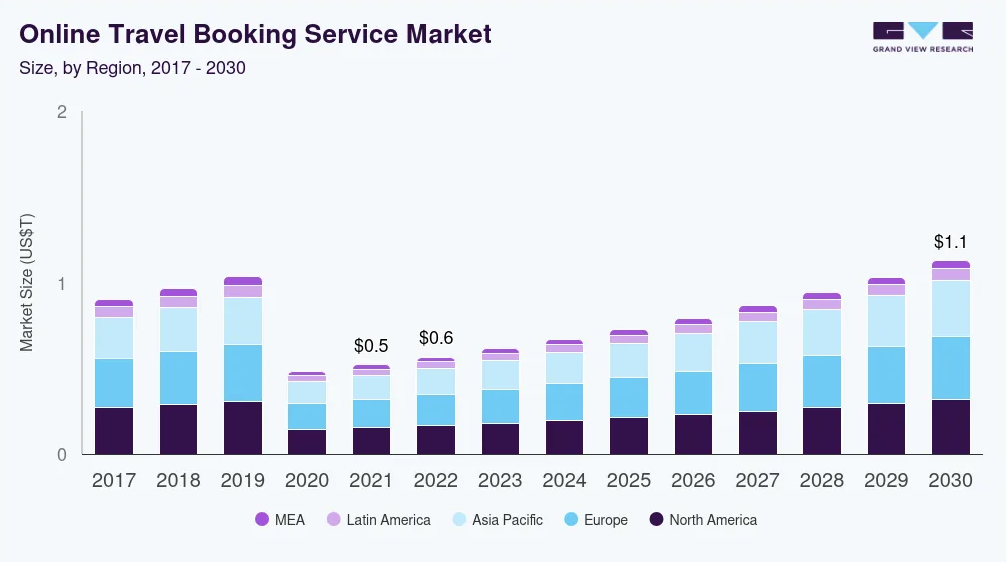 Online Travel Booking Service Market
Size, by Region, 2017 - 2030
GRAND VIEW RESEARCH
Market Size (US$T)
2
1
0
$0.5
$0.6
$1.1
2017 2018 2019 2020 2021 2022 2023 2024 2025 2026 2027 2028 2029 2030
MEA Latin America Asia Pacific Europe North America